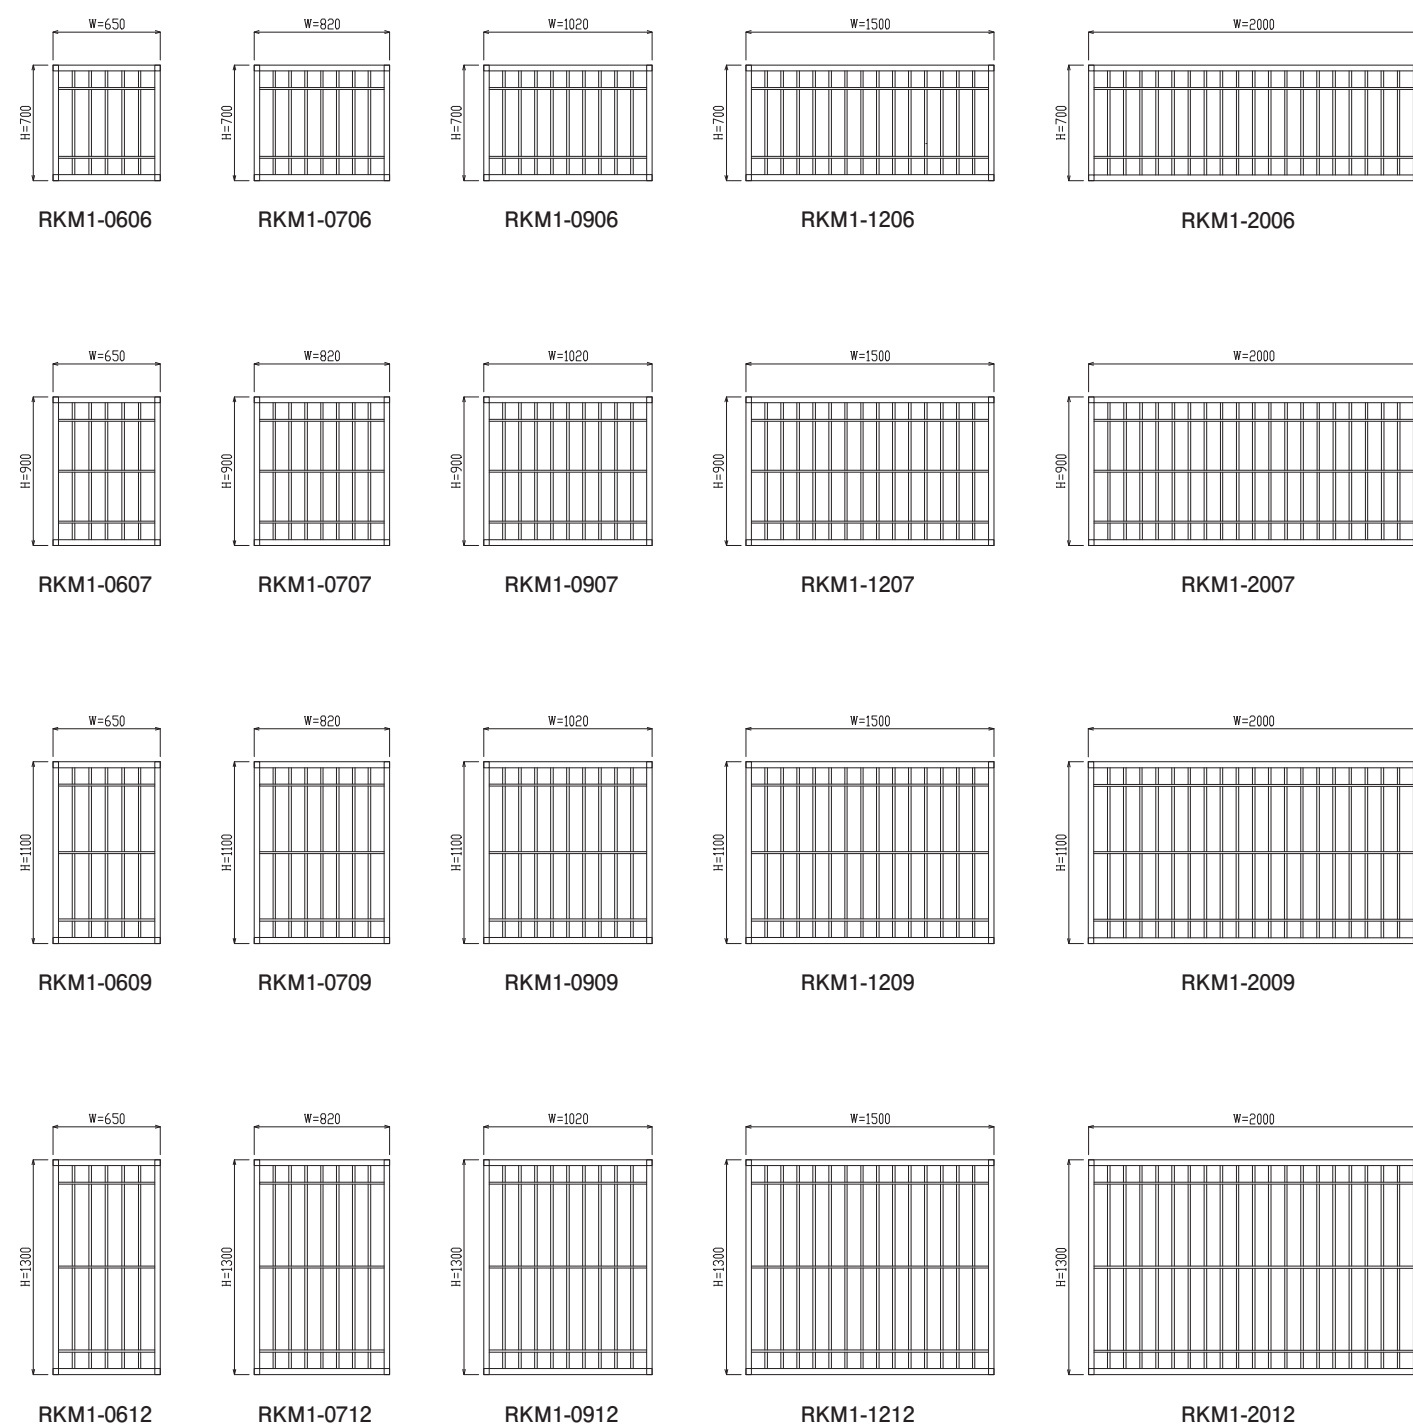 W=650 W=820 W=1020 W=1500 W=2000
H=700 H=700 H=700 H=700 H=700
RKM1-0606 RKM1-0706 RKM1-0906 RKM1-1206 RKM1-2006
W=650 W=820 W=1020 W=1500 W=2000
H=900 H=900 H=900 H=900 H=900
RKM1-0607 RKM1-0707 RKM1-0907 RKM1-1207 RKM1-2007
W=650 W=820 W=1020 W=1500 W=2000
H=1100 H=1100 H=1100 H=1100 H=1100
RKM1-0609 RKM1-0709 RKM1-0909 RKM1-1209 RKM1-2009
W=650 W=820 W=1020 W=1500 W=2000
H=1300 H=1300 H=1300 H=1300 H=1300
RKM1-0612 RKM1-0712 RKM1-0912 RKM1-1212 RKM1-2012